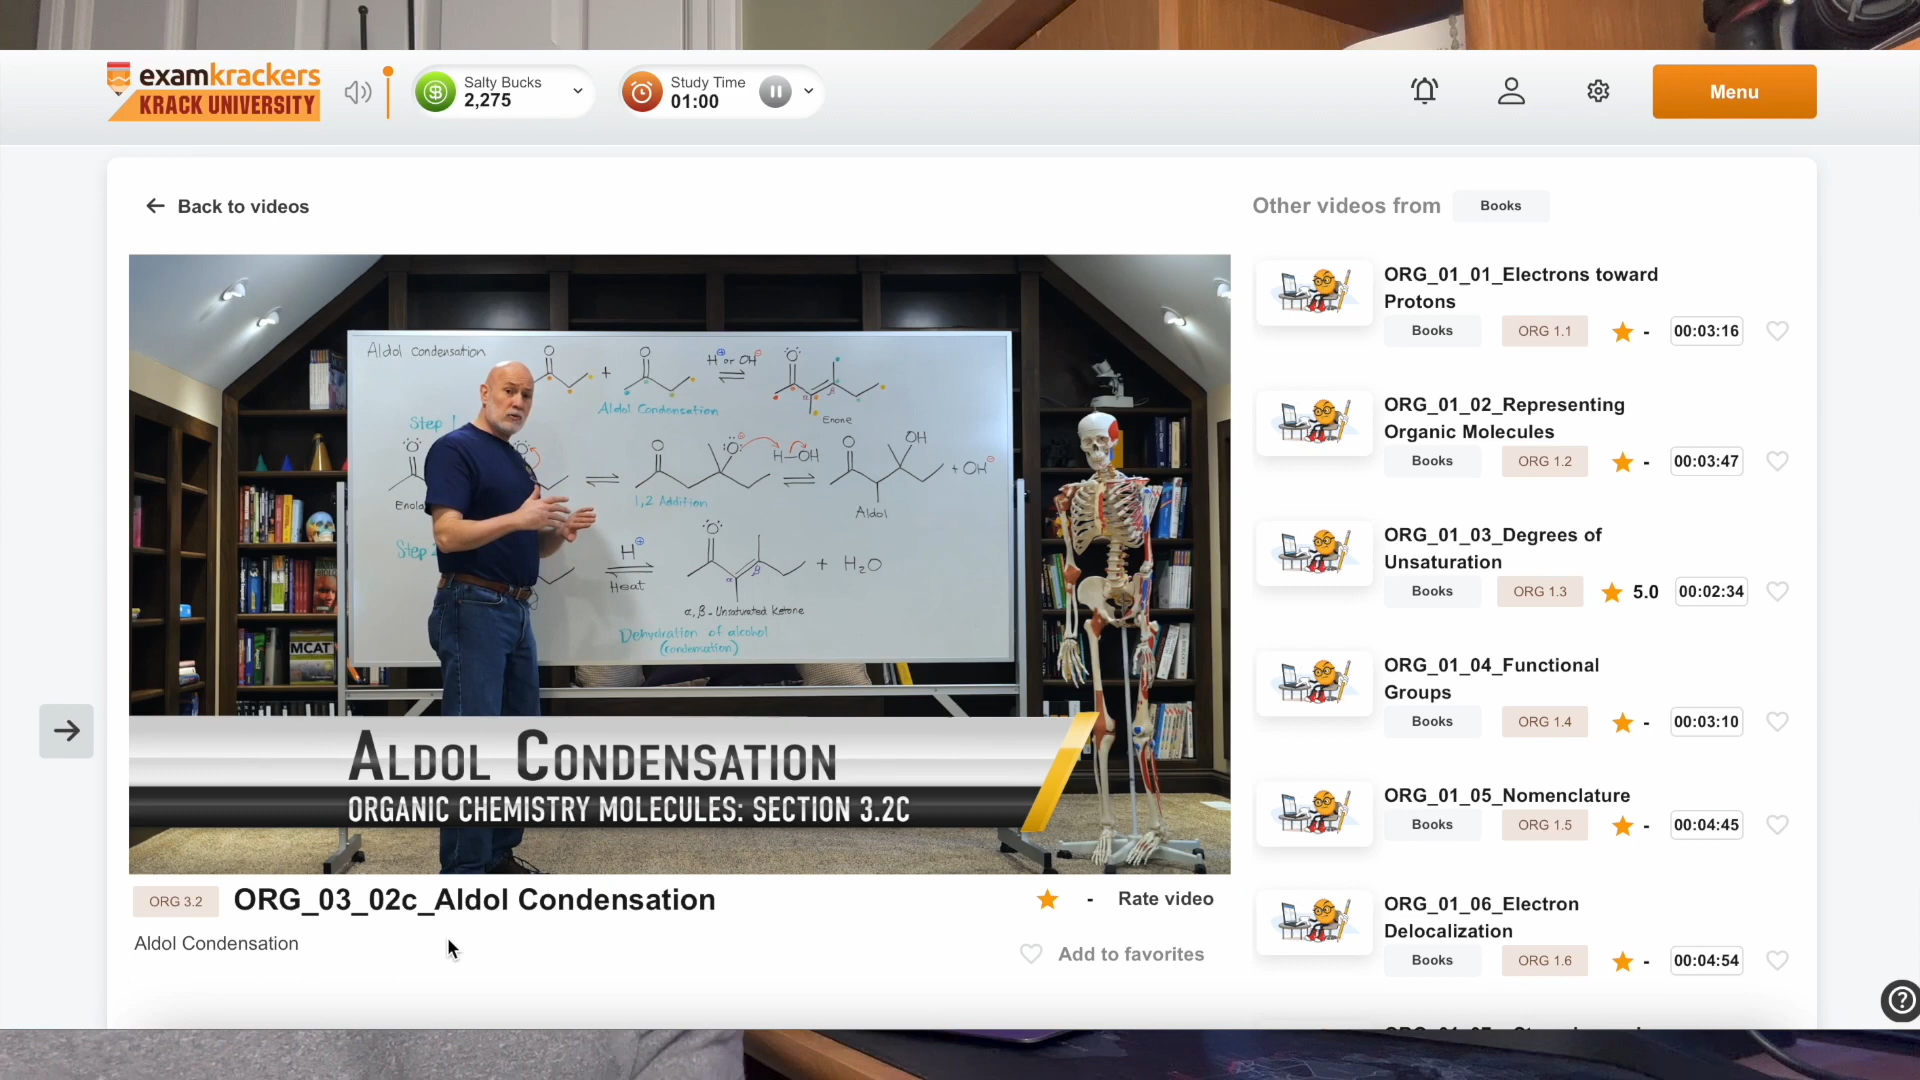 examkrackers
KRACK UNIVERSITY
Salty Bucks
2,275
Study Time
01:00
Menu
Back to videos
Aldol Condensation
+
H⊕ or OH⊖
Aldol Condensation
Enone
Step 1
O
H—OH
OH
+ OH⊖
1,2 Addition
Aldol
Step
H⊕
Heat
α β
+ H₂O
α,β-Unsaturated Ketone
Dehydration of alcohol
(condensation)
MCAT
ALDOL CONDENSATION
ORGANIC CHEMISTRY MOLECULES: SECTION 3.2C
ORG 3.2
ORG_03_02c_Aldol Condensation
- Rate video
Aldol Condensation
Add to favorites
Other videos from Books
ORG_01_01_Electrons toward
Protons
Books ORG 1.1 - 00:03:16
ORG_01_02_Representing
Organic Molecules
Books ORG 1.2 - 00:03:47
ORG_01_03_Degrees of
Unsaturation
Books ORG 1.3 5.0 00:02:34
ORG_01_04_Functional
Groups
Books ORG 1.4 - 00:03:10
ORG_01_05_Nomenclature
Books ORG 1.5 - 00:04:45
ORG_01_06_Electron
Delocalization
Books ORG 1.6 - 00:04:54
?